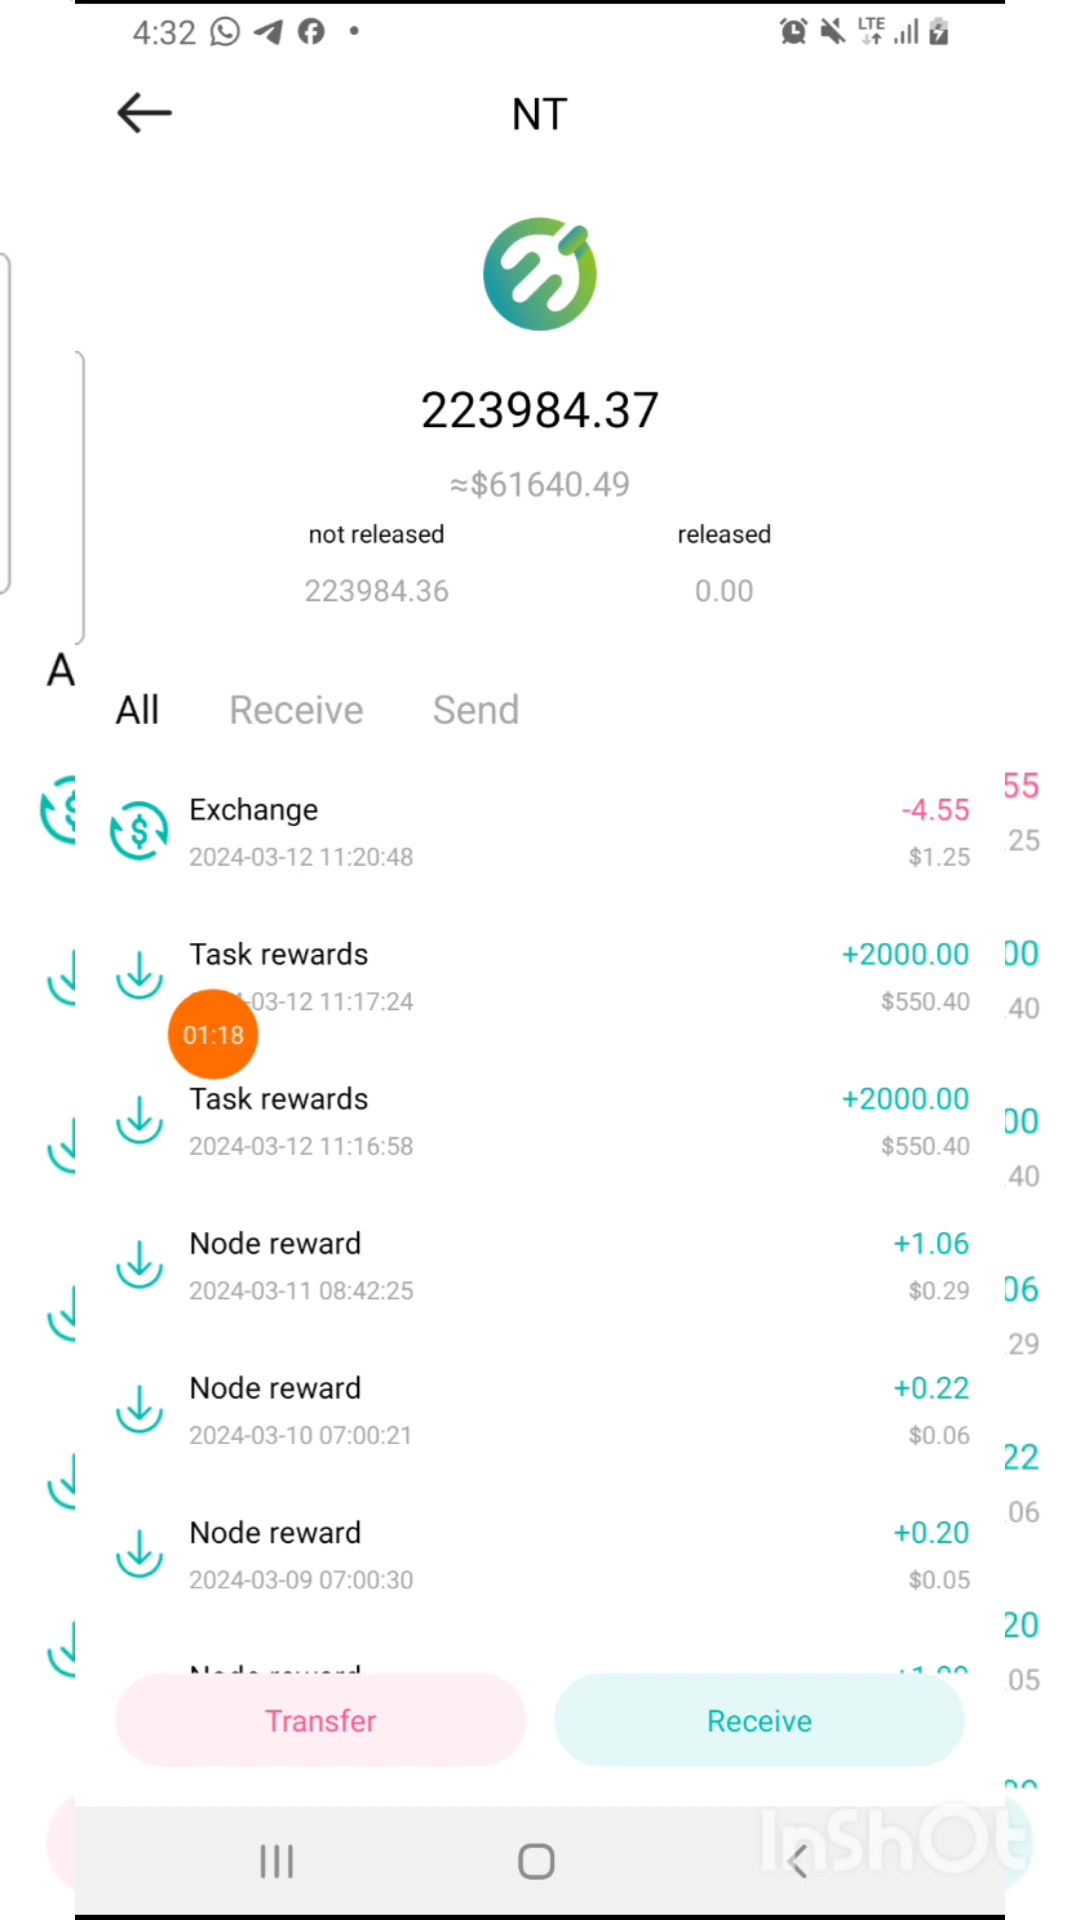 4:32
LTE
NT
223984.37
≈$61640.49
not released released
223984.36 0.00
A
All Receive Send
Exchange -4.55 55
2024-03-12 11:20:48 $1.25 .25
Task rewards +2000.00 00
-03-12 11:17:24 $550.40 .40
01:18
Task rewards +2000.00 00
2024-03-12 11:16:58 $550.40 .40
Node reward +1.06 06
2024-03-11 08:42:25 $0.29 .29
Node reward +0.22 22
2024-03-10 07:00:21 $0.06 .06
Node reward +0.20 20
2024-03-09 07:00:30 $0.05 .05
Node reward
Transfer Receive
InShOt